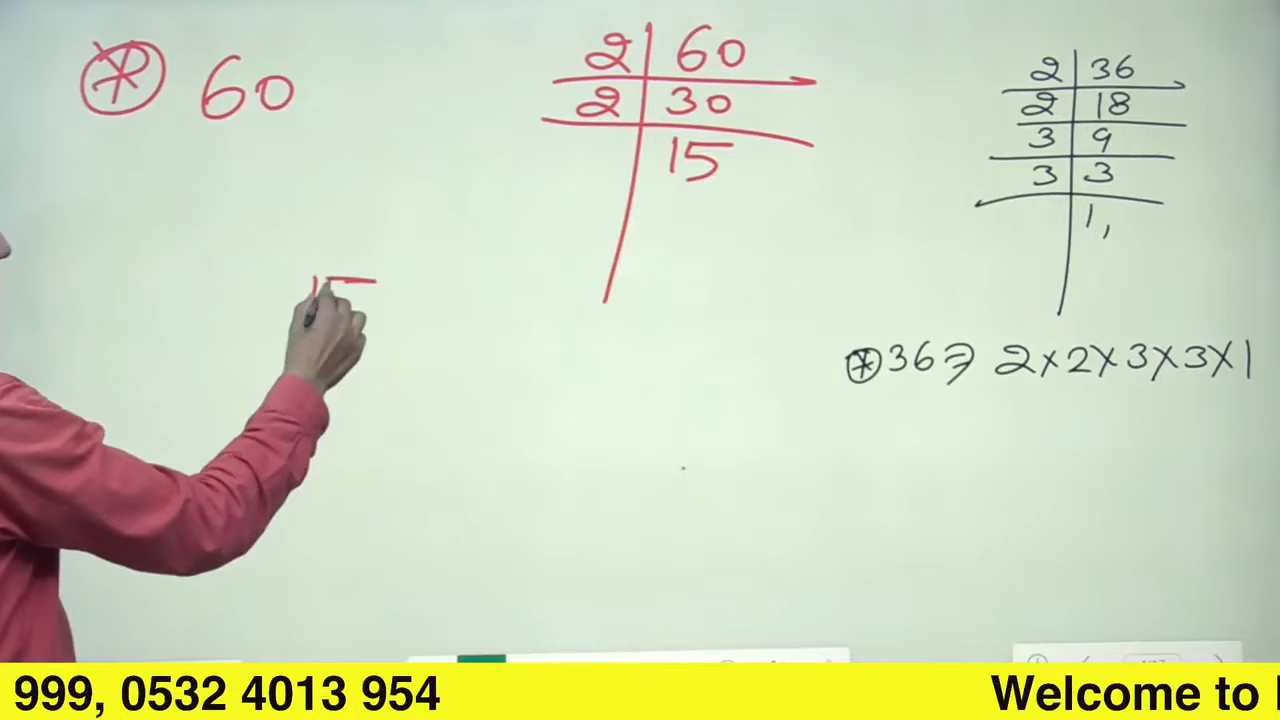 * 60
2 | 60
2 | 30
15
15
2 | 36
2 | 18
3 | 9
3 | 3
1,
* 36 ⇒ 2×2×3×3×1
999, 0532 4013 954
Welcome to